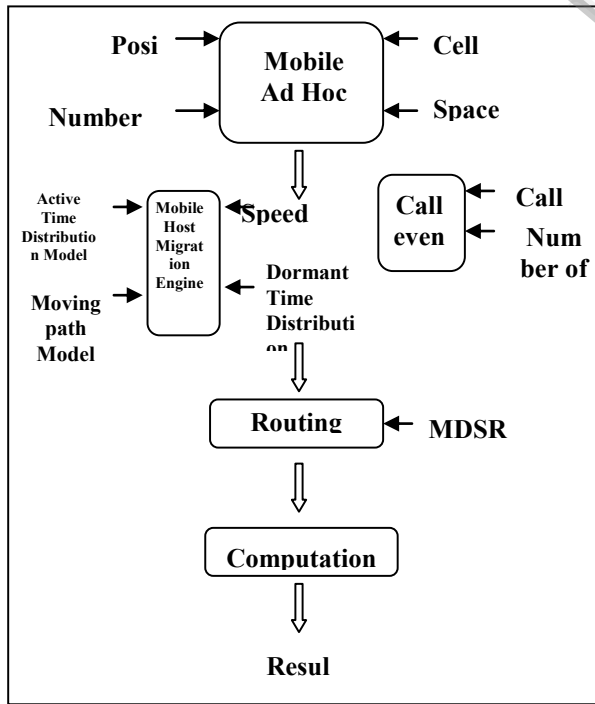 Posi
Mobile
Ad Hoc
Cell
Number
Space
Active
Time
Distributio
n Model
Mobile
Host
Migrat
ion
Engine
Speed
Call
even
Call
Num
ber of
Moving
path
Model
Dormant
Time
Distributi
on
Routing
MDSR
Computation
Resul